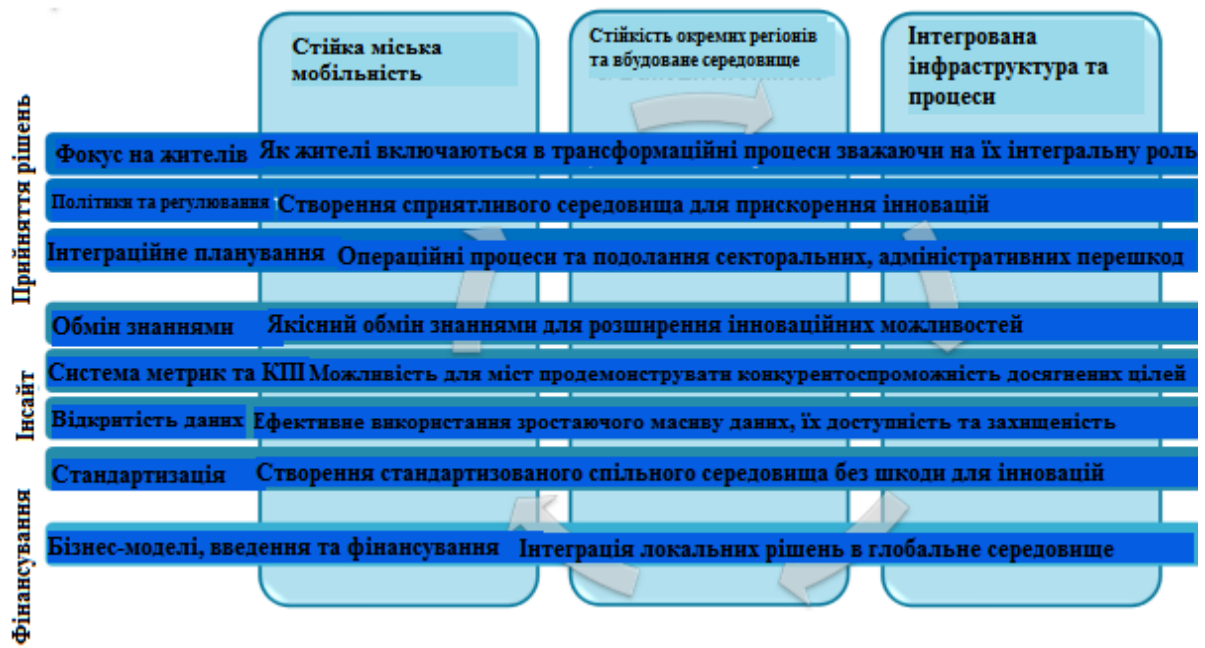 Стійка міська
мобільність
Стійкість окремих регіонів
та вбудоване середовище
Інтегрована
інфраструктура та
процеси
Прийняття рішень
Фокус на жителів Як жителі включаються в трансформаційні процеси зважаючи на їх інтегральну роль
Політики та регулювання Створення сприятливого середовища для прискорення інновацій
Інтеграційне планування Операційні процеси та подолання секторальних, адміністративних перешкод
Інсайт
Обмін знаннями Якісний обмін знаннями для розширення інноваційних можливостей
Система метрик та КПІ Можливість для міст продемонструвати конкурентоспроможність досягнених цілей
Відкритість даних Ефективне використання зростаючого масиву даних, їх доступність та захищеність
Стандартизація Створення стандартизованого спільного середовища без шкоди для інновацій
Фінансування
Бізнес-моделі, введення та фінансування Інтеграція локальних рішень в глобальне середовище